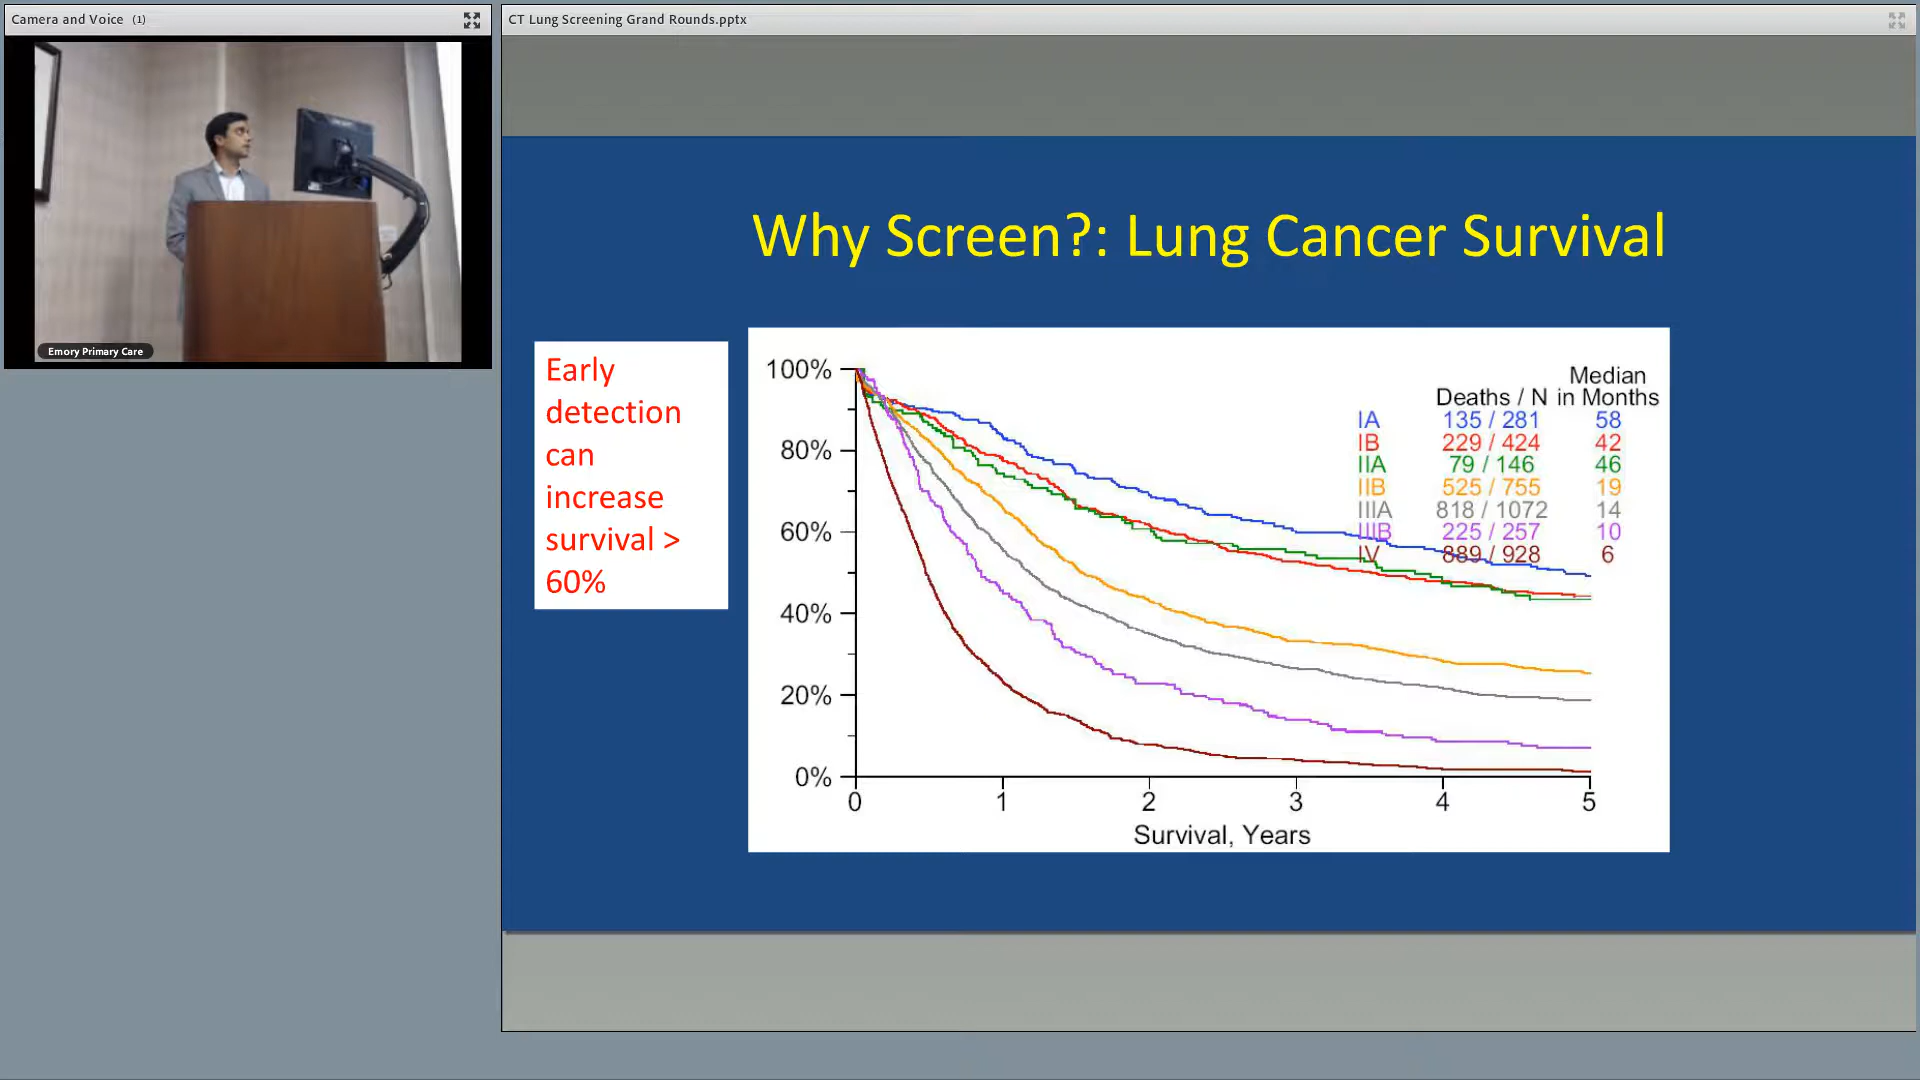 Camera and Voice (1)
CT Lung Screening Grand Rounds.pptx
Emory Primary Care
Why Screen?: Lung Cancer Survival
Early
detection
can
increase
survival >
60%
Median
Deaths / N in Months
IA 135 / 281 58
IB 229 / 424 42
IIA 79 / 146 46
IIB 525 / 755 19
IIIA 818 / 1072 14
IIIB 225 / 257 10
IV 889 / 928 6
100%
80%
60%
40%
20%
0%
0 1 2 3 4 5
Survival, Years